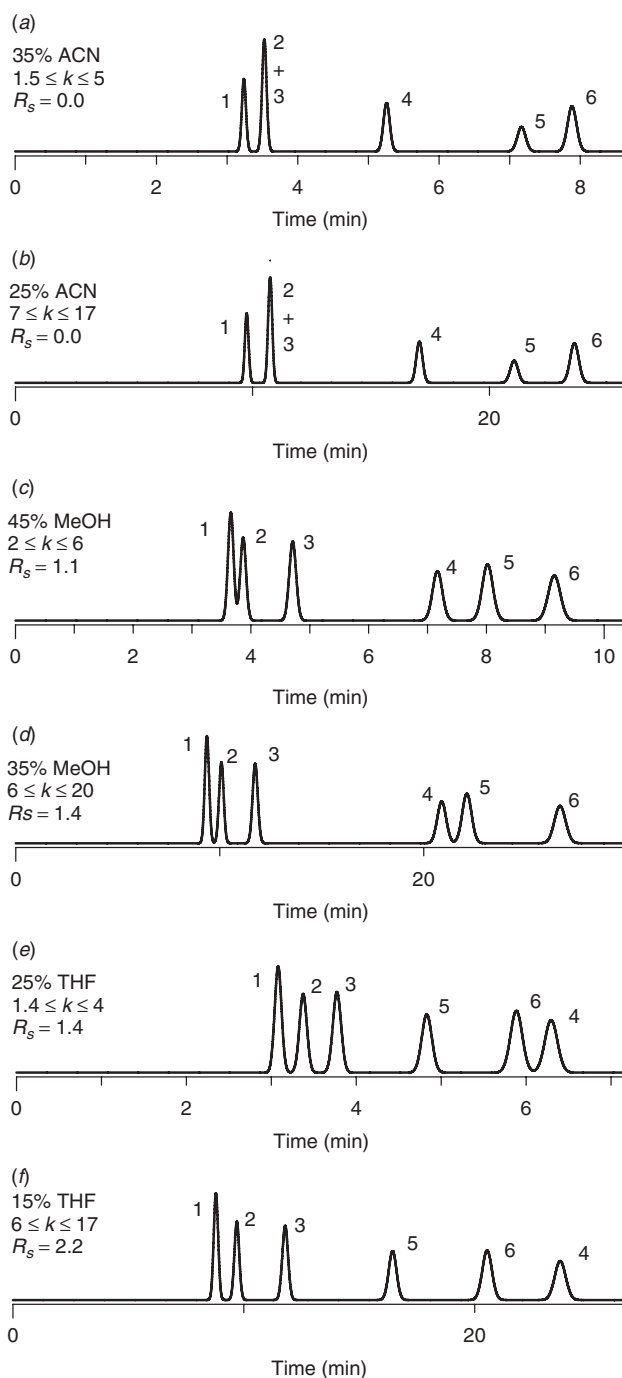 (a)
35% ACN
1.5 ≤ k ≤ 5
Rs = 0.0
1
2
+
3
4
5
6
0 2 4 6 8
Time (min)
(b)
25% ACN
7 ≤ k ≤ 17
Rs = 0.0
1
2
+
3
4
5
6
0 20
Time (min)
(c)
45% MeOH
2 ≤ k ≤ 6
Rs = 1.1
1 2 3 4 5 6
0 2 4 6 8 10
Time (min)
(d)
35% MeOH
6 ≤ k ≤ 20
Rs = 1.4
1 2 3 4 5 6
0 20
Time (min)
(e)
25% THF
1.4 ≤ k ≤ 4
Rs = 1.4
1 2 3 5 6 4
0 2 4 6
Time (min)
(f)
15% THF
6 ≤ k ≤ 17
Rs = 2.2
1 2 3 5 6 4
0 20
Time (min)